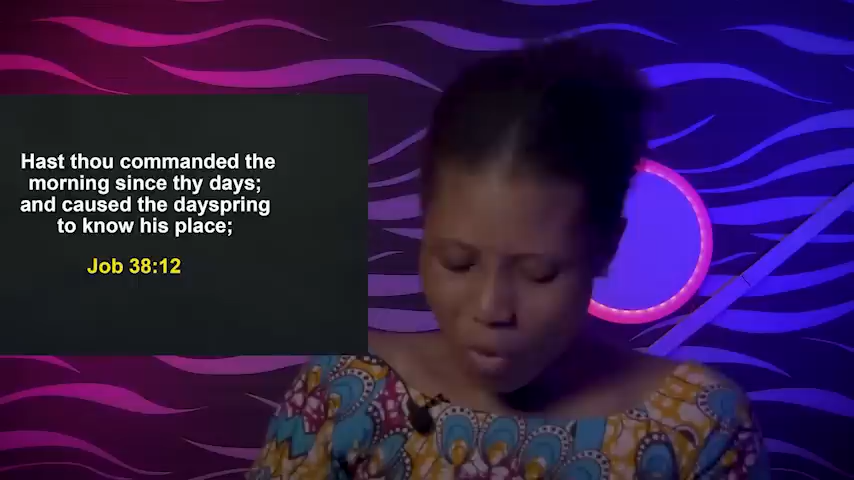 Hast thou commanded the
morning since thy days;
and caused the dayspring
to know his place;
Job 38:12